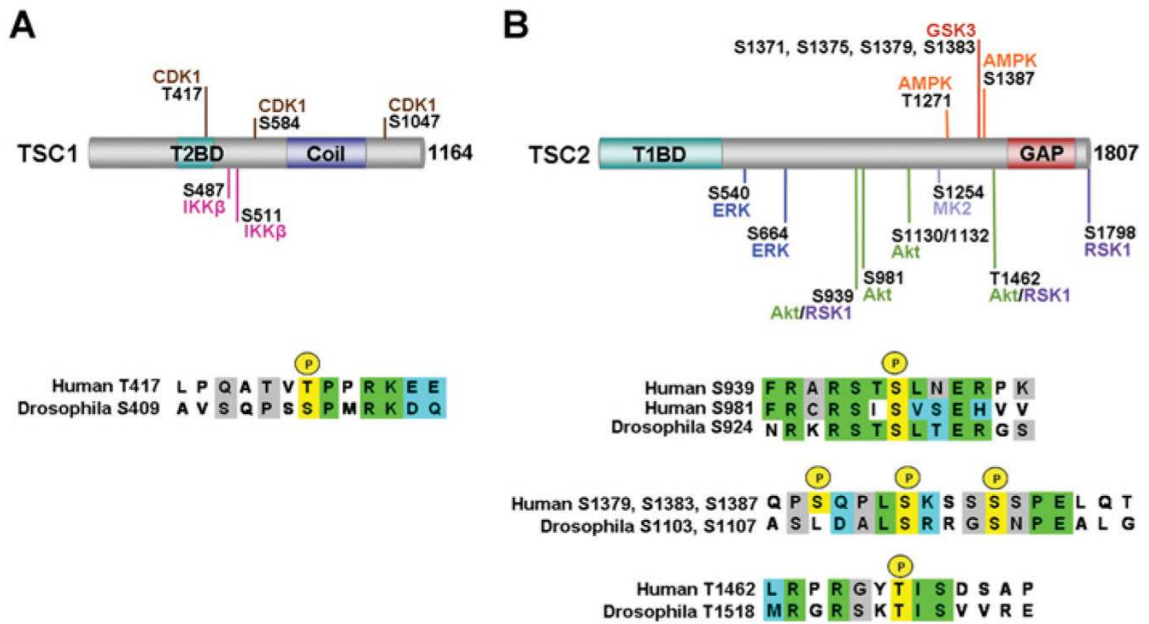 A
CDK1
T417
CDK1
S584
CDK1
S1047
TSC1
T2BD
Coil
1164
S487
IKKβ
S511
IKKβ
P
Human T417 L P Q A T V T P P R K E E
Drosophila S409 A V S Q P S S P M R K D Q
B
GSK3
S1371, S1375, S1379, S1383
AMPK
S1387
AMPK
T1271
TSC2
T1BD
GAP
1807
S540
ERK
S664
ERK
S939
Akt/RSK1
S981
Akt
S1130/1132
Akt
S1254
MK2
T1462
Akt/RSK1
S1798
RSK1
P
Human S939 F R A R S T S L N E R P K
Human S981 F R C R S I S V S E H V V
Drosophila S924 N R K R S T S L T E R G S
P P P
Human S1379, S1383, S1387 Q P S Q P L S K S S S S P E L Q T
Drosophila S1103, S1107 A S L D A L S R R G S N P E A L G
P
Human T1462 L R P R G Y T I S D S A P
Drosophila T1518 M R G R S K T I S V V R E